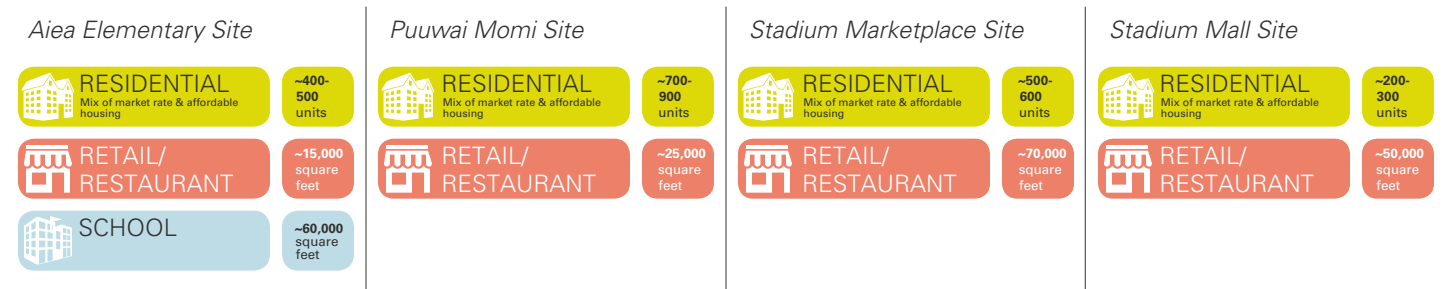 Aiea Elementary Site
RESIDENTIAL
Mix of market rate & affordable
housing
~400-
500
units
RETAIL/
RESTAURANT
~15,000
square
feet
SCHOOL
~60,000
square
feet
Puuwai Momi Site
RESIDENTIAL
Mix of market rate & affordable
housing
~700-
900
units
RETAIL/
RESTAURANT
~25,000
square
feet
Stadium Marketplace Site
RESIDENTIAL
Mix of market rate & affordable
housing
~500-
600
units
RETAIL/
RESTAURANT
~70,000
square
feet
Stadium Mall Site
RESIDENTIAL
Mix of market rate & affordable
housing
~200-
300
units
RETAIL/
RESTAURANT
~50,000
square
feet